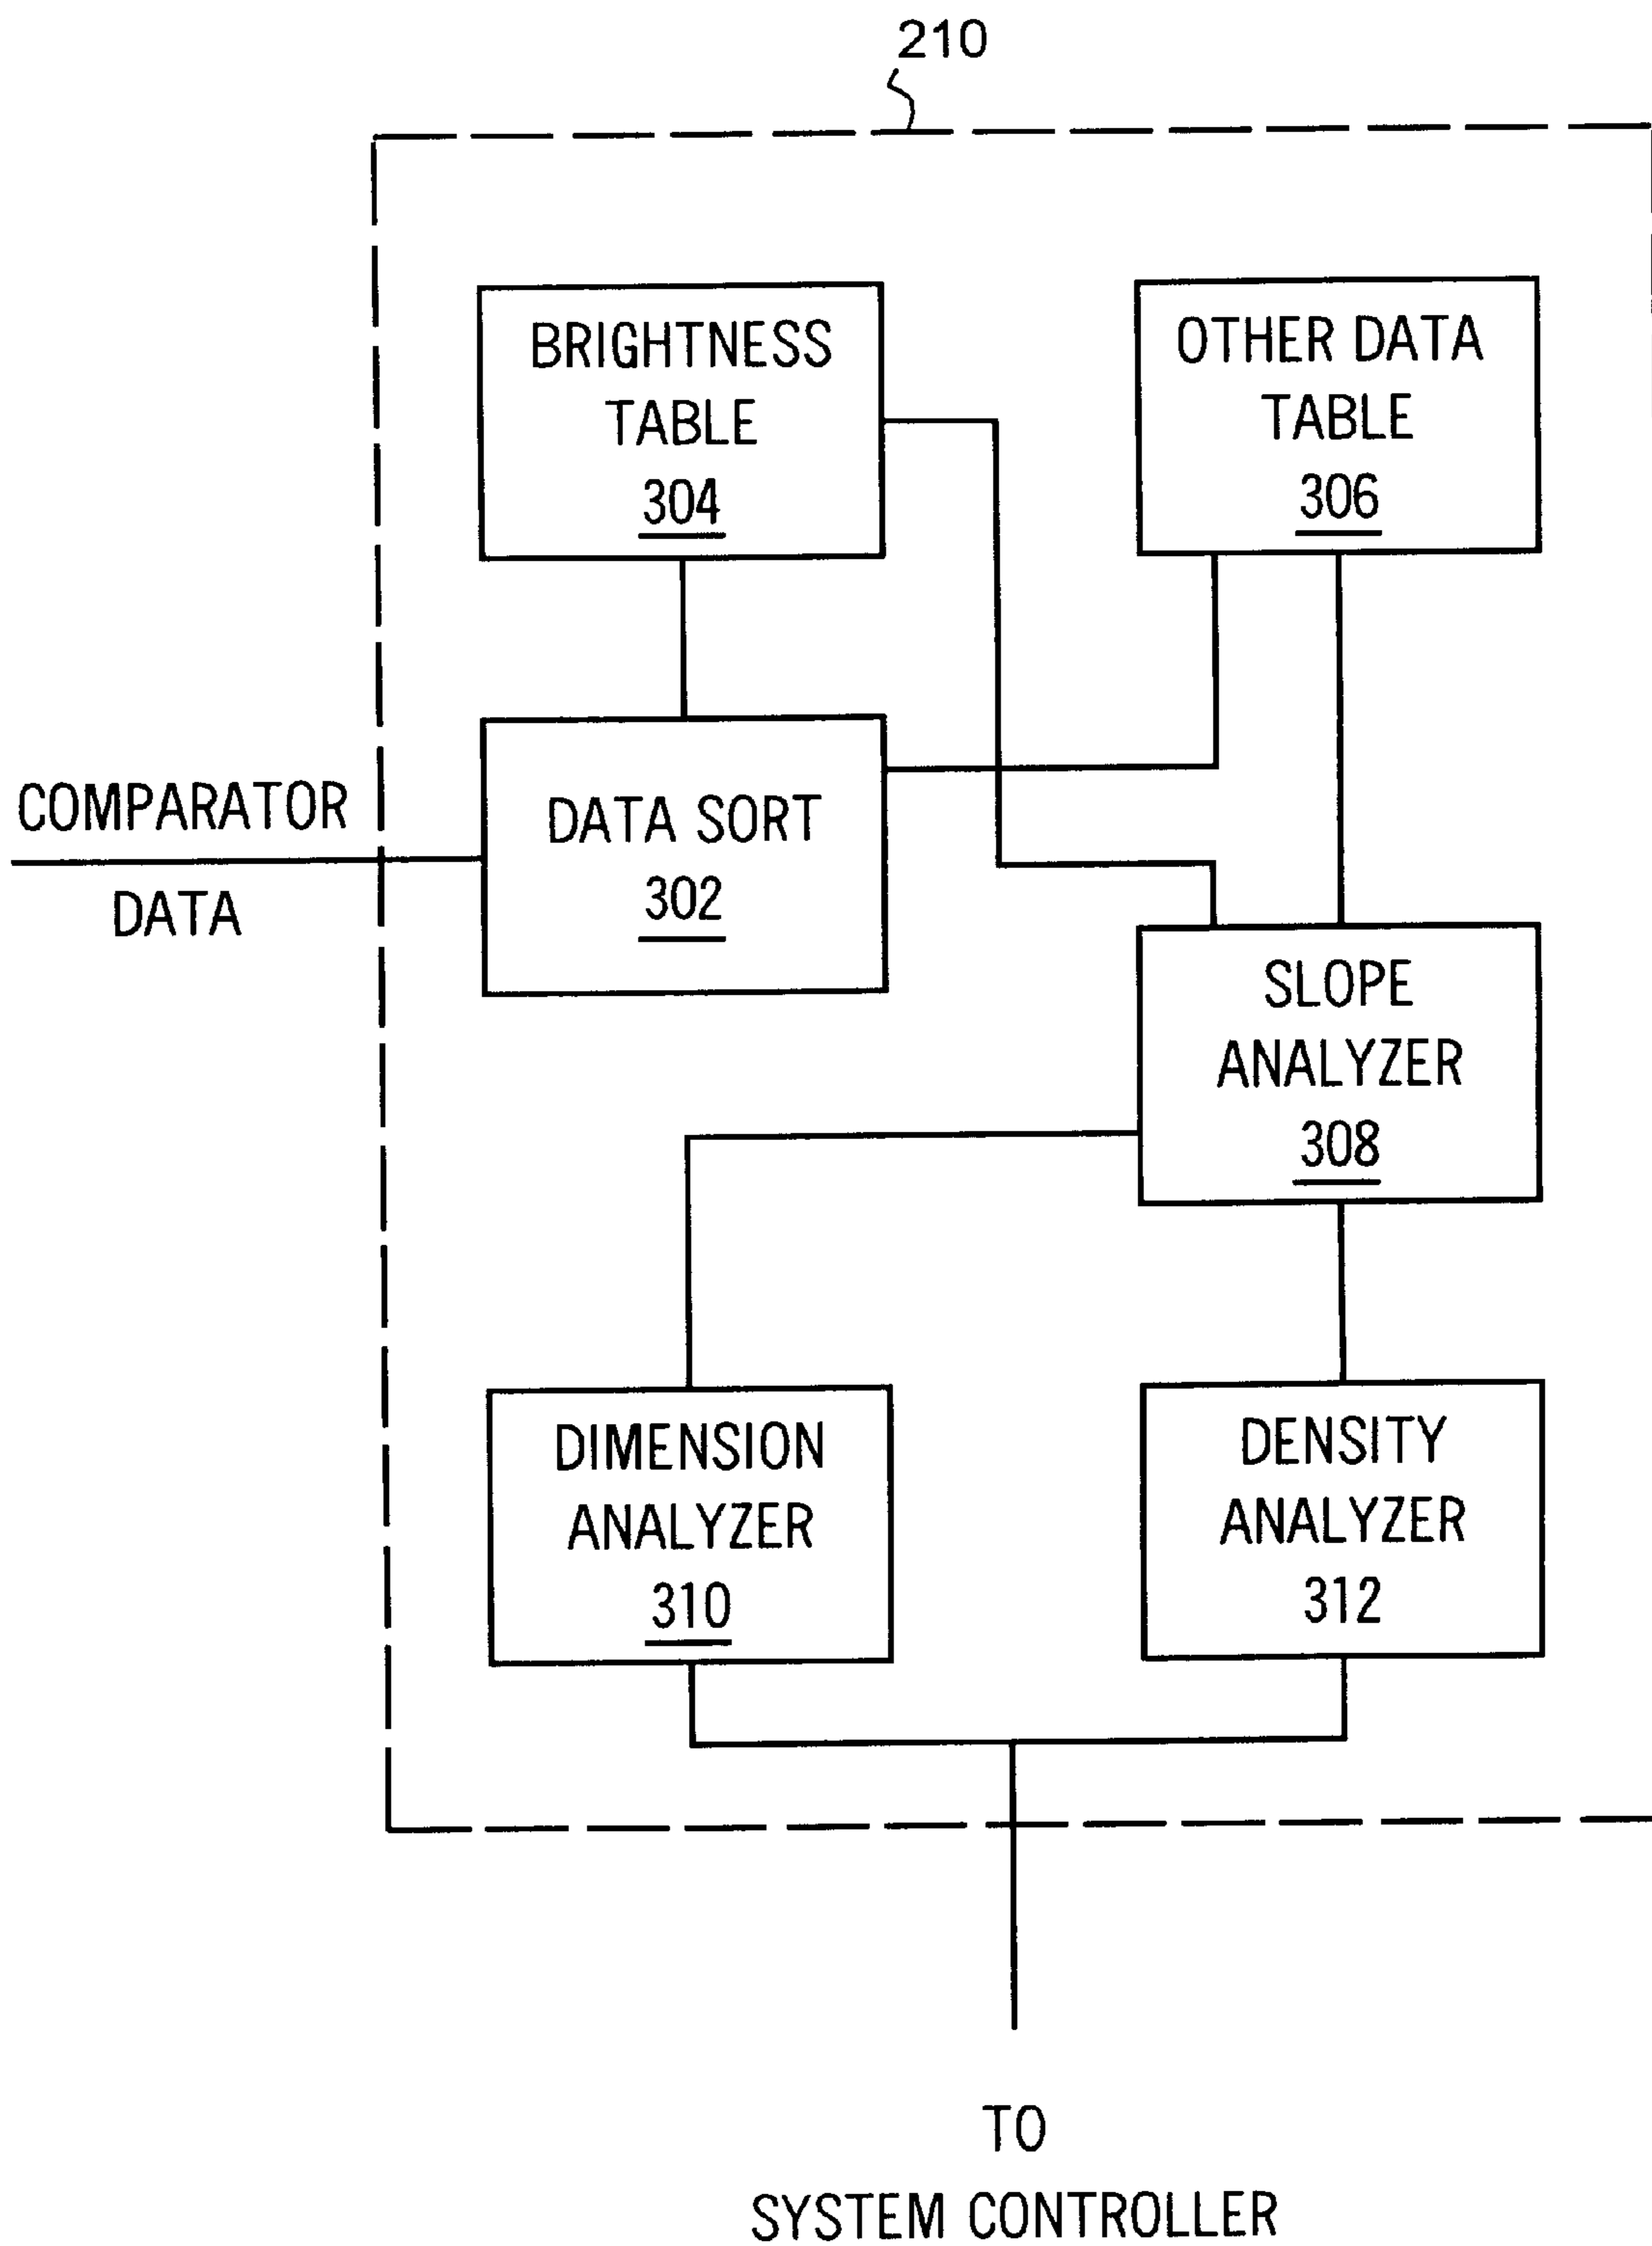 210
BRIGHTNESS
TABLE
304
OTHER DATA
TABLE
306
COMPARATOR
DATA
DATA SORT
302
SLOPE
ANALYZER
308
DIMENSION
ANALYZER
310
DENSITY
ANALYZER
312
TO
SYSTEM CONTROLLER